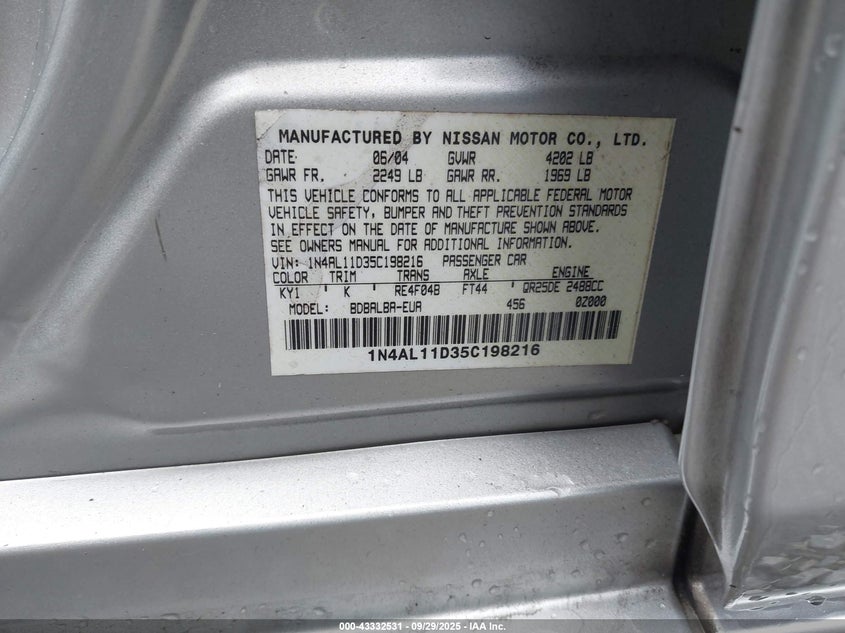 MANUFACTURED BY NISSAN MOTOR CO., LTD.
DATE 06/04 GVWR 4202 LB
GAWR FR. 2249 LB GAWR RR. 1969 LB
THIS VEHICLE CONFORMS TO ALL APPLICABLE FEDERAL MOTOR
VEHICLE SAFETY, BUMPER AND THEFT PREVENTION STANDARDS
IN EFFECT ON THE DATE OF MANUFACTURE SHOWN ABOVE.
SEE OWNERS MANUAL FOR ADDITIONAL INFORMATION.
VIN: 1N4AL11D35C198216 PASSENGER CAR
COLOR TRIM TRANS AXLE ENGINE
KY1 K RE4F04B FT44 QR25DE 2488CC
MODEL: BDBALBA-EUA 456 0Z000
1N4AL11D35C198216
000-43332531 - 09/29/2025 - IAA Inc.